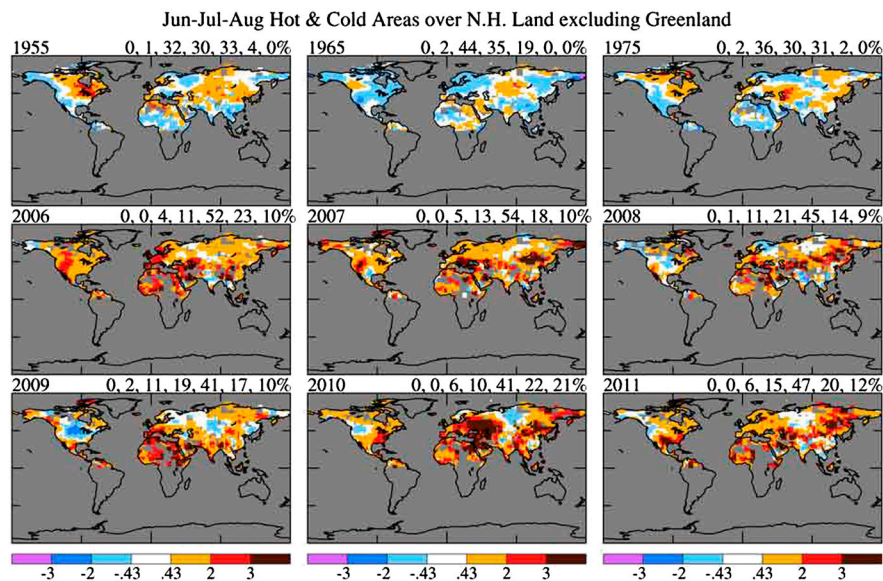 Jun-Jul-Aug Hot & Cold Areas over N.H. Land excluding Greenland
1955 0, 1, 32, 30, 33, 4, 0%
1965 0, 2, 44, 35, 19, 0, 0%
1975 0, 2, 36, 30, 31, 2, 0%
2006 0, 0, 4, 11, 52, 23, 10%
2007 0, 0, 5, 13, 54, 18, 10%
2008 0, 1, 11, 21, 45, 14, 9%
2009 0, 2, 11, 19, 41, 17, 10%
2010 0, 0, 6, 10, 41, 22, 21%
2011 0, 0, 6, 15, 47, 20, 12%
-3 -2 -.43 .43 2 3
-3 -2 -.43 .43 2 3
-3 -2 -.43 .43 2 3